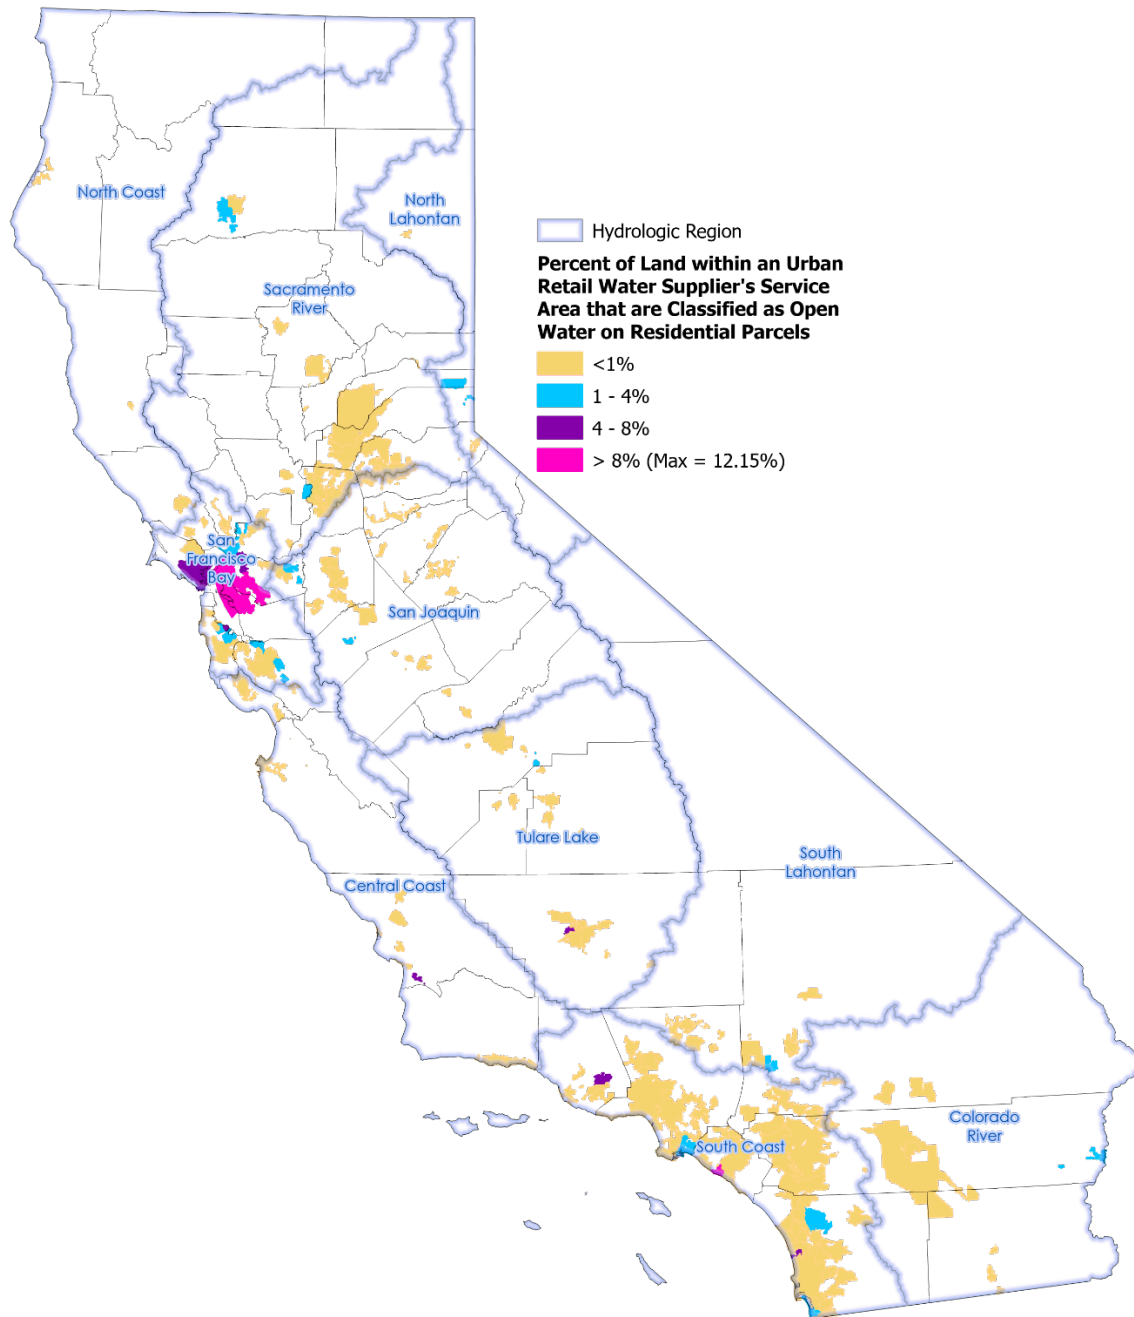 North Coast
North
Lahontan
Hydrologic Region
Percent of Land within an Urban
Retail Water Supplier's Service
Area that are Classified as Open
Water on Residential Parcels
<1%
1 - 4%
4 - 8%
> 8% (Max = 12.15%)
Sacramento
River
San
Francisco
Bay
San Joaquin
Tulare Lake
South
Lahontan
Central Coast
Colorado
River
South Coast